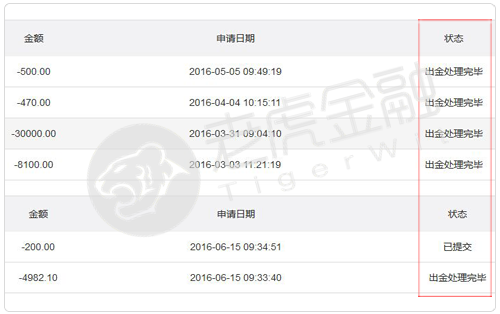 金额 申请日期 状态
-500.00 2016-05-05 09:49:19 出金处理完毕
-470.00 2016-04-04 10:15:11 出金处理完毕
-30000.00 2016-03-31 09:04:10 出金处理完毕
-8100.00 2016-03-03 11:21:19 出金处理完毕
老虎金融
TigerWit
金额 申请日期 状态
-200.00 2016-06-15 09:34:51 已提交
-4982.10 2016-06-15 09:33:40 出金处理完毕